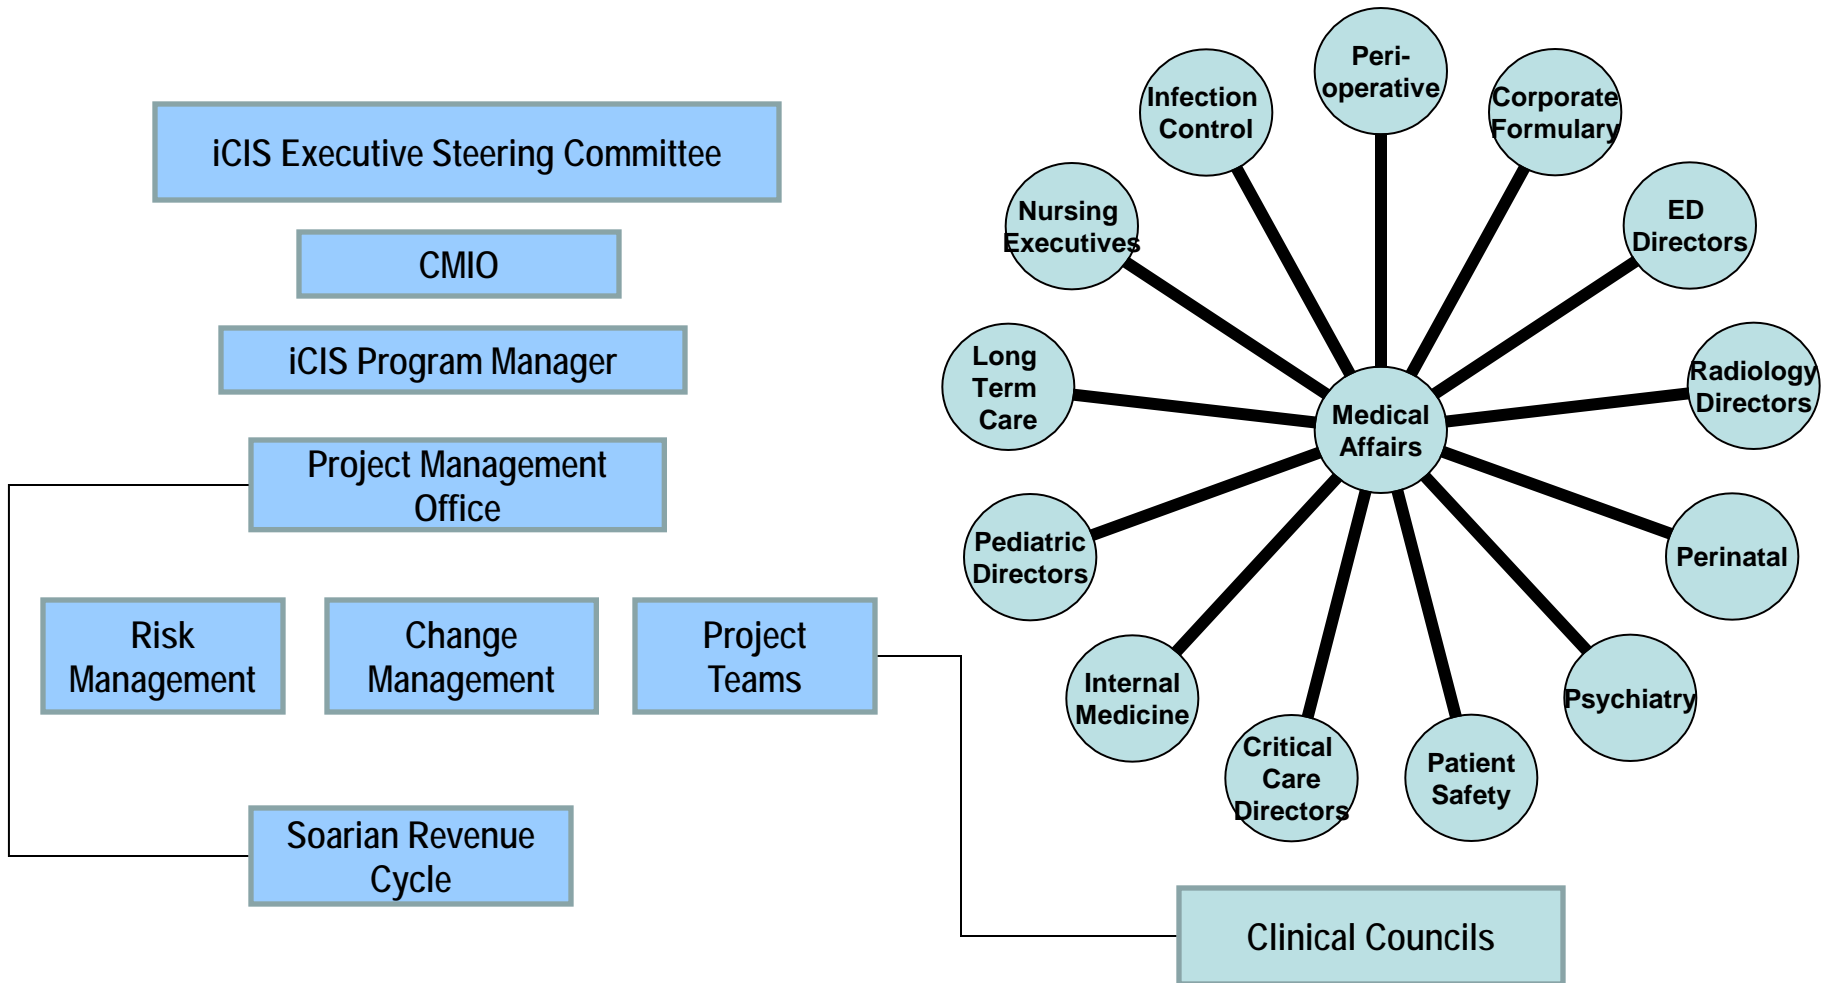 iCIS Executive Steering Committee
CMIO
iCIS Program Manager
Project Management
Office
Risk
Management
Change
Management
Project
Teams
Soarian Revenue
Cycle
Peri-
operative
Infection
Control
Corporate
Formulary
Nursing
Executives
ED
Directors
Long
Term
Care
Radiology
Directors
Medical
Affairs
Pediatric
Directors
Perinatal
Internal
Medicine
Psychiatry
Critical
Care
Directors
Patient
Safety
Clinical Councils